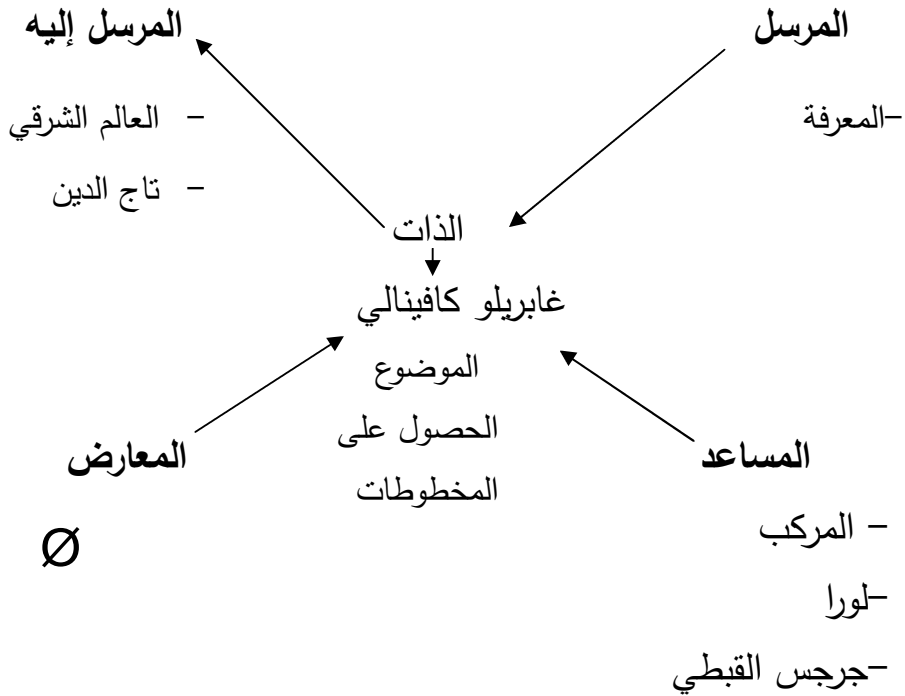 المرسل
المرسل إليه
–المعرفة
– العالم الشرقي
– تاج الدين
الذات
غابريلو كافينالي
الموضوع
الحصول على
المخطوطات
المساعد
المعارض
– المركب
–لورا
–جرجس القبطي
Ø